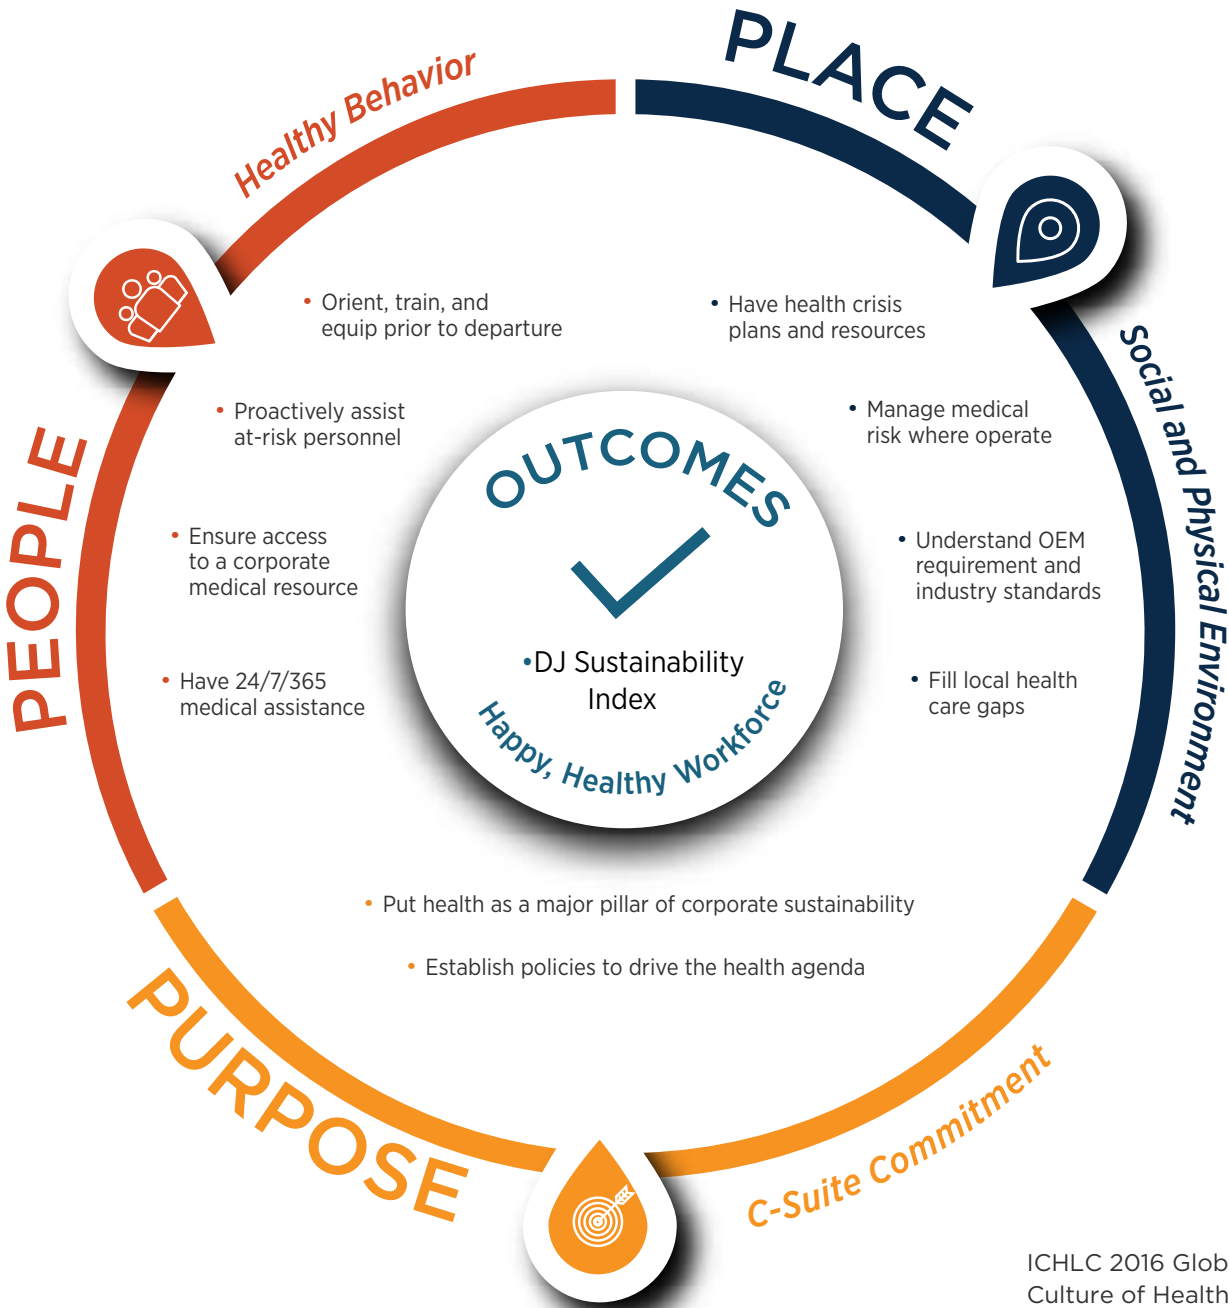 PLACE
Healthy Behavior
Social and Physical Environment
• Orient, train, and
equip prior to departure
• Have health crisis
plans and resources
• Proactively assist
at-risk personnel
• Manage medical
risk where operate
PEOPLE
• Ensure access
to a corporate
medical resource
• Understand OEM
requirement and
industry standards
• Have 24/7/365
medical assistance
• Fill local health
care gaps
OUTCOMES
•DJ Sustainability
Index
Happy, Healthy Workforce
• Put health as a major pillar of corporate sustainability
• Establish policies to drive the health agenda
PURPOSE
C-Suite Commitment
ICHLC 2016 Glob
Culture of Health